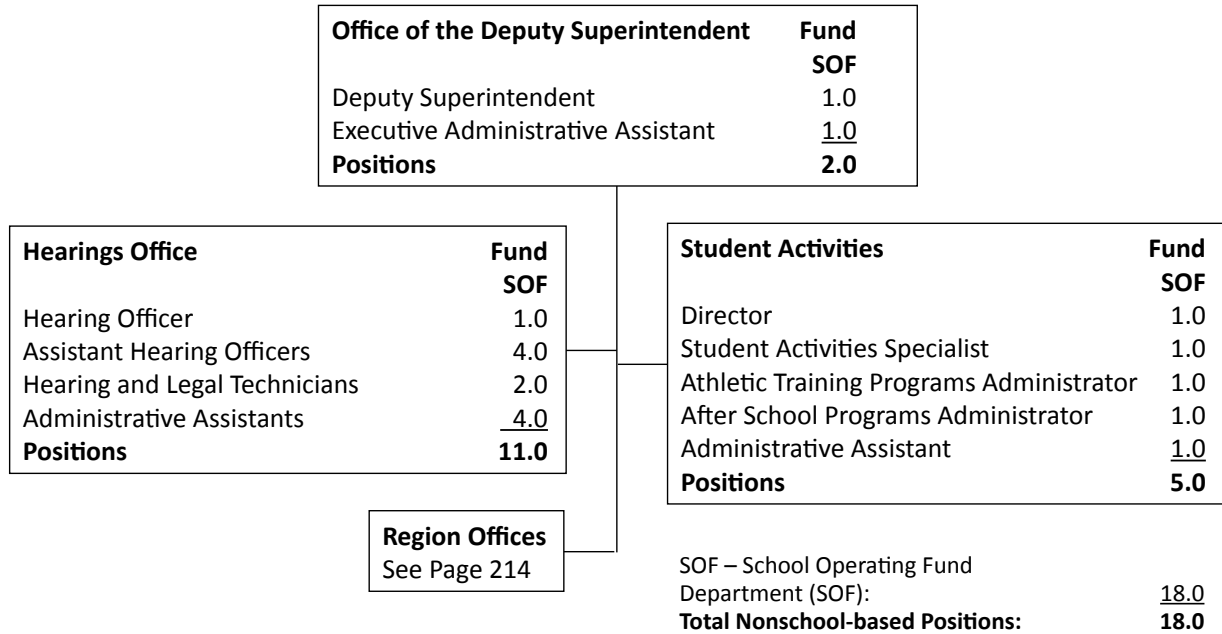 Office of the Deputy Superintendent Fund
SOF
Deputy Superintendent 1.0
Executive Administrative Assistant 1.0
Positions 2.0
Hearings Office Fund
SOF
Hearing Officer 1.0
Assistant Hearing Officers 4.0
Hearing and Legal Technicians 2.0
Administrative Assistants 4.0
Positions 11.0
Student Activities Fund
SOF
Director 1.0
Student Activities Specialist 1.0
Athletic Training Programs Administrator 1.0
After School Programs Administrator 1.0
Administrative Assistant 1.0
Positions 5.0
Region Offices
See Page 214
SOF – School Operating Fund
Department (SOF): 18.0
Total Nonschool-based Positions: 18.0